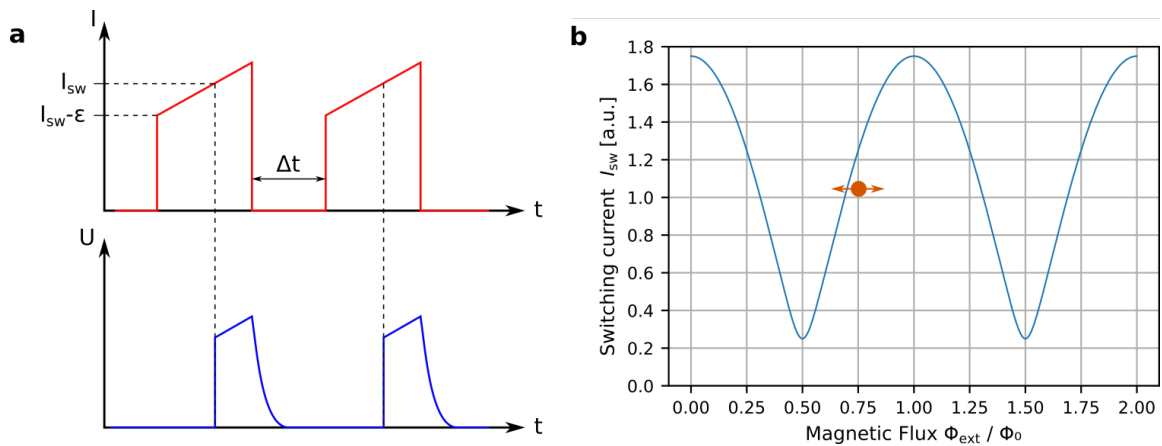 a
I
I_sw
I_sw-ε
Δt
t
U
t
b
Switching current I_sw [a.u.]
1.8
1.6
1.4
1.2
1.0
0.8
0.6
0.4
0.2
0.0
0.00 0.25 0.50 0.75 1.00 1.25 1.50 1.75 2.00
Magnetic Flux Φ_ext / Φ_0